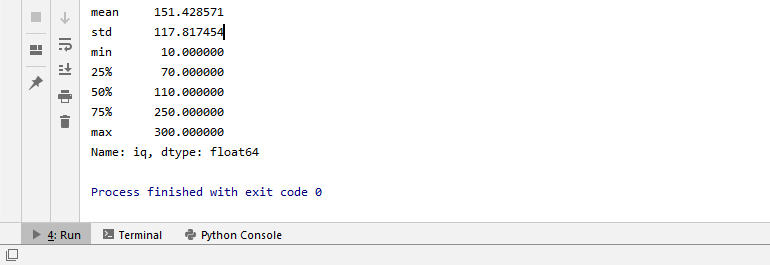 mean     151.428571
std      117.817454
min       10.000000
25%       70.000000
50%      110.000000
75%      250.000000
max      300.000000
Name: iq, dtype: float64
Process finished with exit code 0
4: Run Terminal Python Console